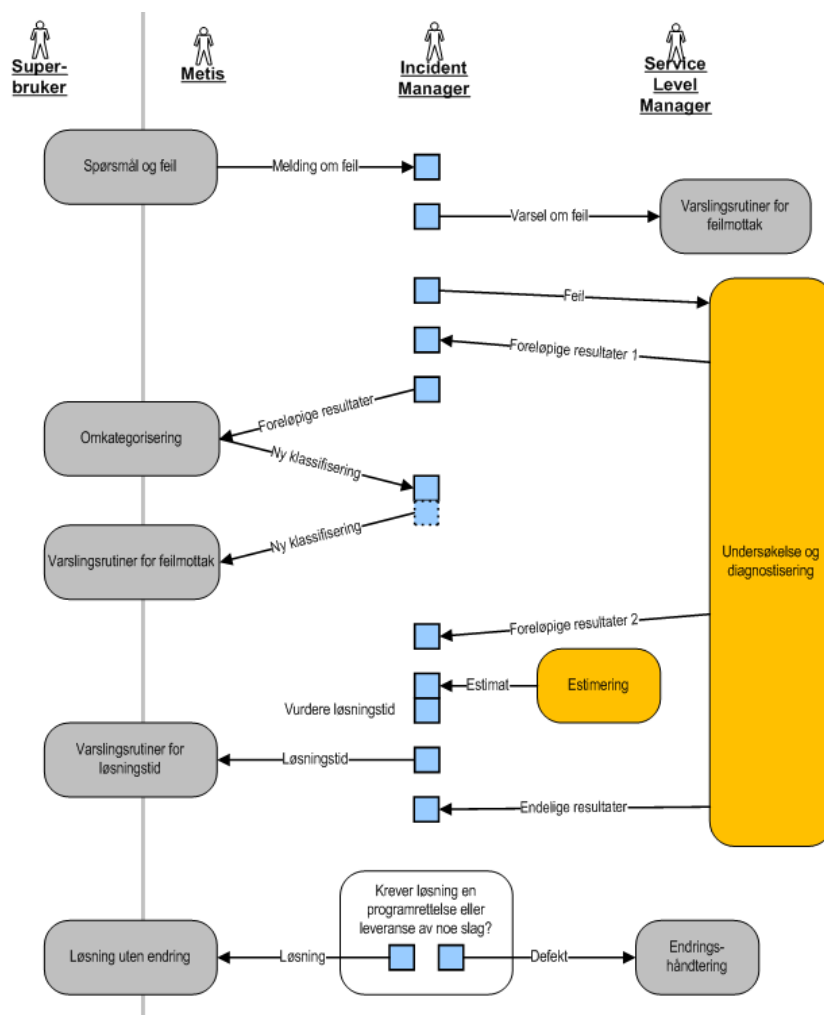 Super-
bruker
Metis
Incident
Manager
Service
Level
Manager
Spørsmål og feil
Melding om feil
Varsel om feil
Varslingsrutiner for
feilmottak
Feil
Foreløpige resultater 1
Foreløpige resultater
Omkategorisering
Ny klassifisering
Ny klassifisering
Varslingsrutiner for feilmottak
Undersøkelse og
diagnostisering
Foreløpige resultater 2
Estimat
Estimering
Vurdere løsningstid
Varslingsrutiner for
løsningstid
Løsningstid
Endelige resultater
Krever løsning en
programrettelse eller
leveranse av noe slag?
Løsning uten endring
Løsning
Defekt
Endrings-
håndtering